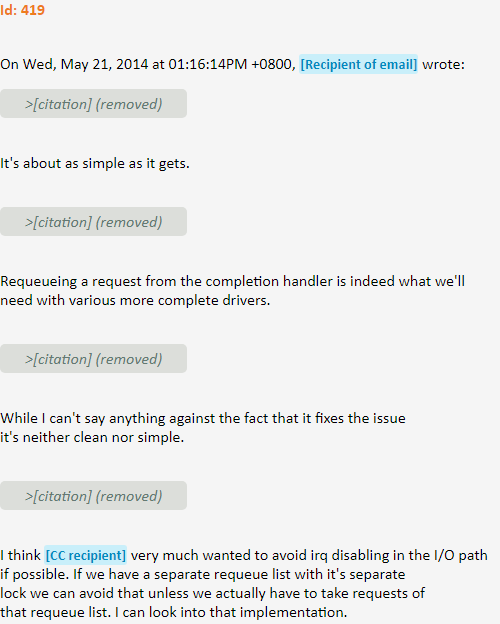 Id: 419
On Wed, May 21, 2014 at 01:16:14PM +0800, [Recipient of email] wrote:
>[citation] (removed)
It's about as simple as it gets.
>[citation] (removed)
Requeueing a request from the completion handler is indeed what we'll
need with various more complete drivers.
>[citation] (removed)
While I can't say anything against the fact that it fixes the issue
it's neither clean nor simple.
>[citation] (removed)
I think [CC recipient] very much wanted to avoid irq disabling in the I/O path
if possible. If we have a separate requeue list with it's separate
lock we can avoid that unless we actually have to take requests of
that requeue list. I can look into that implementation.